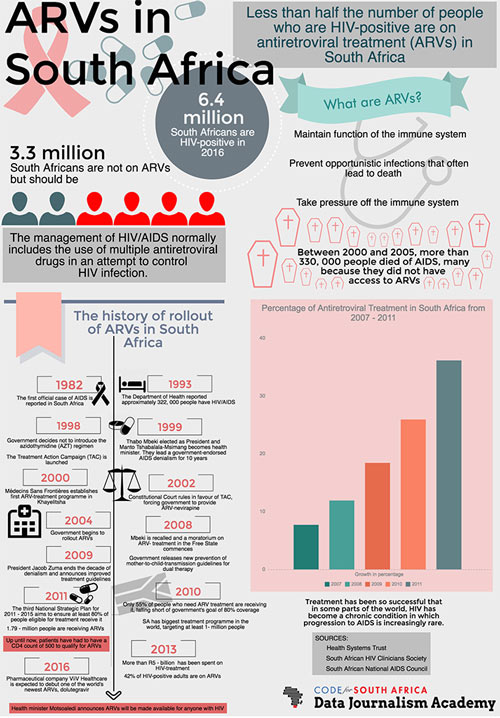 ARVs in
South Africa
Less than half the number of people
who are HIV-positive are on
antiretroviral treatment (ARVs) in
South Africa
6.4
million
South Africans are
HIV-positive in
2016
What are ARVs?
Maintain function of the immune system
Prevent opportunistic infections that often
lead to death
Take pressure off the immune system
3.3 million
South Africans are not on ARVs
but should be
The management of HIV/AIDS normally
includes the use of multiple antiretroviral
drugs in an attempt to control
HIV infection.
Between 2000 and 2005, more than
330, 000 people died of AIDS, many
because they did not have
access to ARVs
The history of rollout
of ARVs in South
Africa
1982
The first official case of AIDS is
reported in South Africa
1993
The Department of Health reported
approximately 322, 000 people have HIV/AIDS
1998
Government decides not to introduce the
azidothymidine (AZT) regimen
The Treatment Action Campaign (TAC) is
launched
1999
Thabo Mbeki elected as President and
Manto Tshabalala-Msimang becomes health
minister. They lead a government-endorsed
AIDS denialism for 10 years
2000
Médecins Sans Frontières establishes
first ARV-treatment programme in
Khayelitsha
2002
Constitutional Court rules in favour of TAC,
forcing government to provide
ARV-nevirapine
2004
Government begins to
rollout ARVs
2008
Mbeki is recalled and a moratorium on
ARV- treatment in the Free State
commences
Government releases new prevention of
mother-to-child-transmission guidelines for
dual therapy
2009
President Jacob Zuma ends the decade
of denialism and announces improved
treatment guidelines
2010
Only 55% of people who need ARV treatment are receiving
it, falling short of government's goal of 80% coverage
SA has biggest treatment programme in the
world, targeting at least 1- million people
2011
The third National Strategic Plan for
2011 - 2015 aims to ensure at least 80% of
people eligible for treatment receive it
1.79 - million people are receiving ARVs
Up until now, patients have had to have a
CD4 count of 500 to qualify for ARVs
2013
More than R5 - billion has been spent on
HIV-treatment
42% of HIV-positive adults are on ARVs
2016
Pharmaceutical company ViiV Healthcare is
expected to debut one of the world's
newest ARVs, dolutegravir
Health minister Motsoaledi announces ARVs will be made available for anyone with HIV
Percentage of Antiretroviral Treatment in South Africa from
2007 - 2011
40
30
20
10
0
Growth in percentage
2007 2008 2009 2010 2011
Treatment has been so successful that
in some parts of the world, HIV has
become a chronic condition in which
progression to AIDS is increasingly rare.
SOURCES:
Health Systems Trust
South African HIV Clinicians Society
South African National AIDS Council
CODE for SOUTH AFRICA
Data Journalism Academy